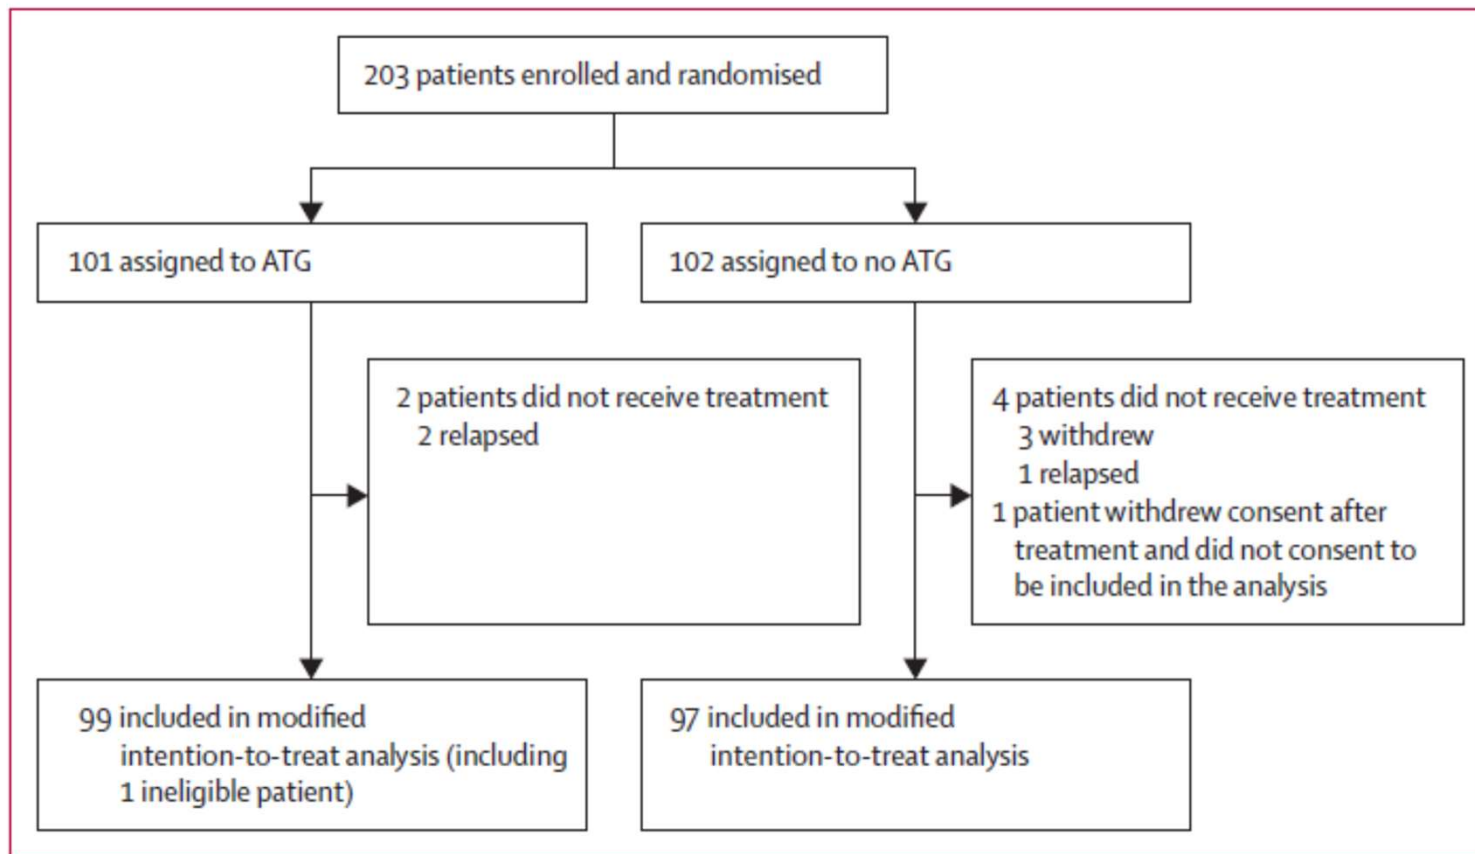 203 patients enrolled and randomised
101 assigned to ATG
102 assigned to no ATG
2 patients did not receive treatment
2 relapsed
4 patients did not receive treatment
3 withdrew
1 relapsed
1 patient withdrew consent after
treatment and did not consent to
be included in the analysis
99 included in modified
intention-to-treat analysis (including
1 ineligible patient)
97 included in modified
intention-to-treat analysis